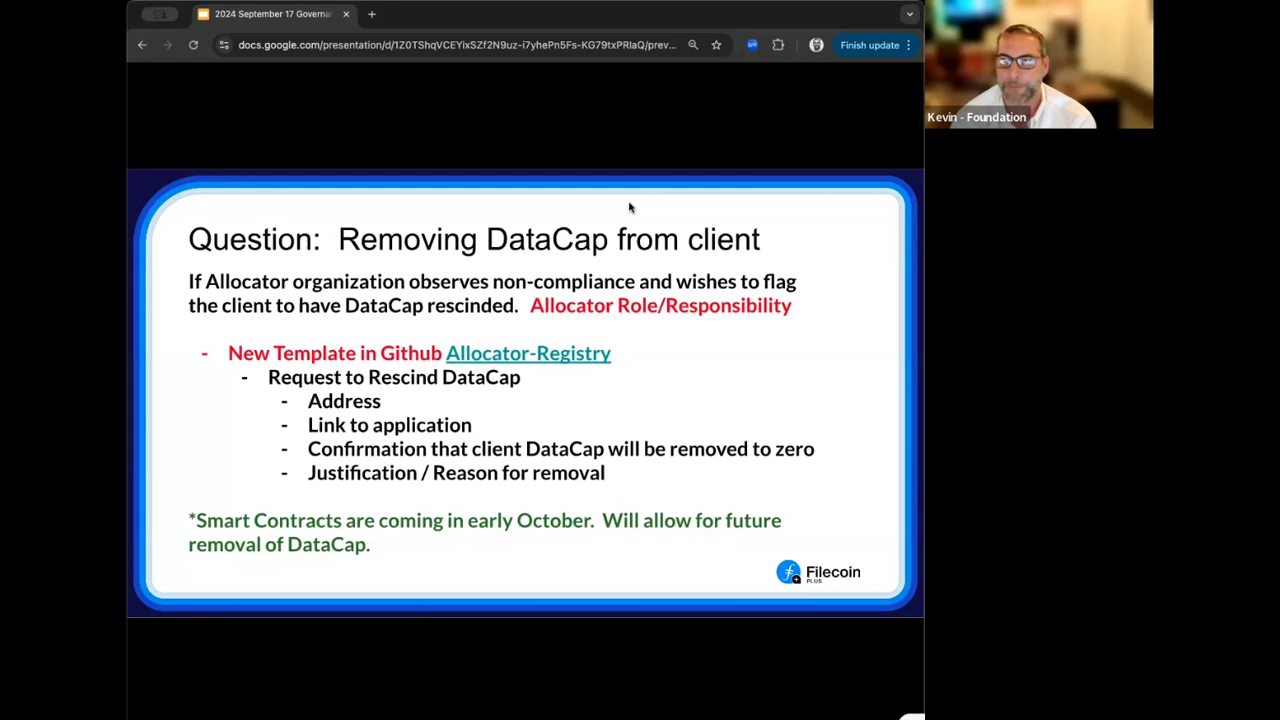 2024 September 17 Governa
docs.google.com/presentation/d/1Z0TShqVCEYixSZf2N9uz-i7yhePn5Fs-KG79txPRIaQ/prev...
Finish update
Kevin - Foundation
Question: Removing DataCap from client
If Allocator organization observes non-compliance and wishes to flag
the client to have DataCap rescinded. Allocator Role/Responsibility
- New Template in Github Allocator-Registry
- Request to Rescind DataCap
- Address
- Link to application
- Confirmation that client DataCap will be removed to zero
- Justification / Reason for removal
*Smart Contracts are coming in early October. Will allow for future
removal of DataCap.
Filecoin
PLUS